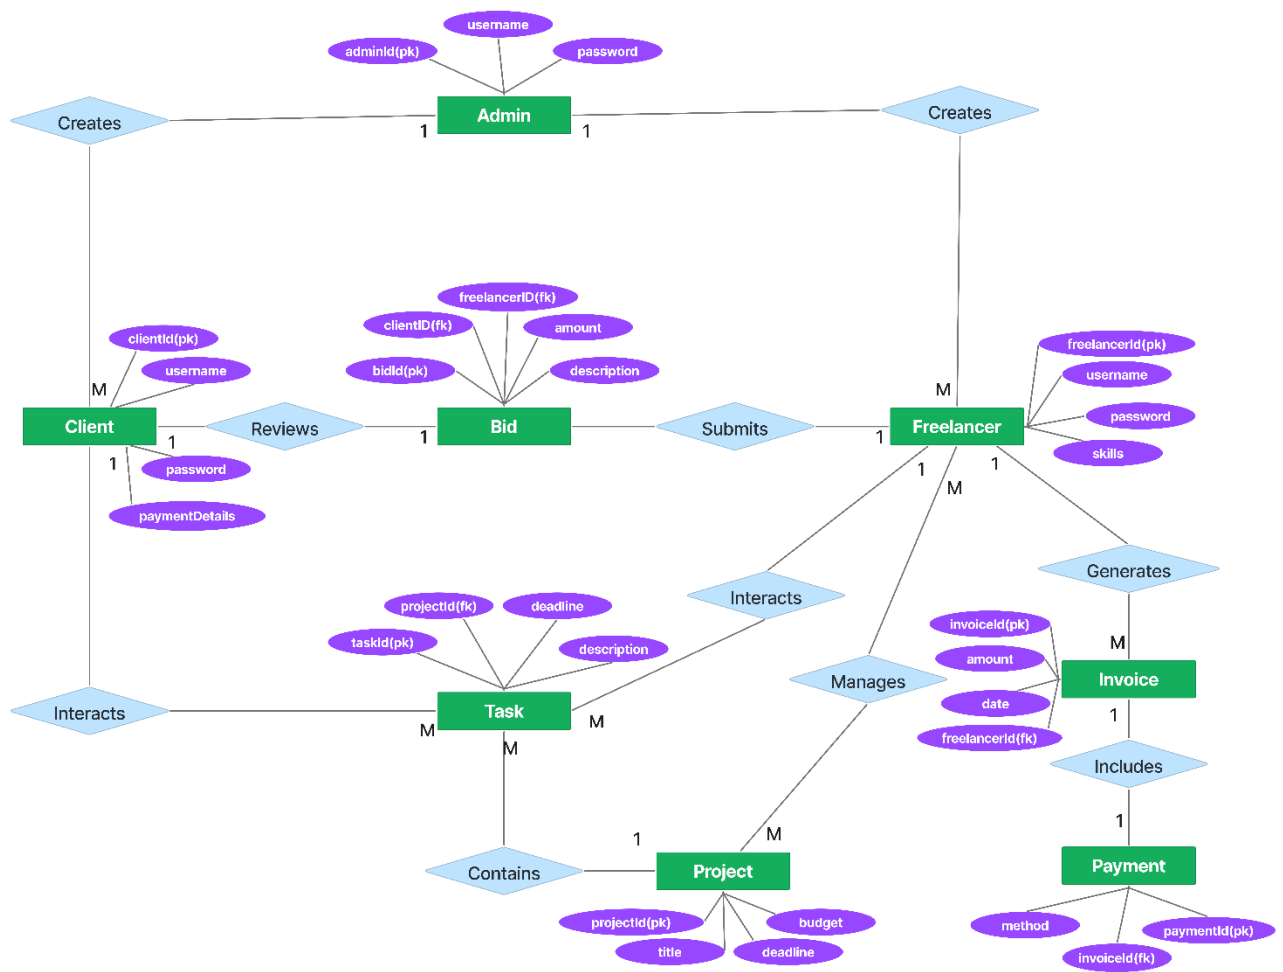 username
adminId(pk)
password
Creates
Admin
Creates
1
1
freelancerID(fk)
clientID(fk)
amount
bidId(pk)
description
clientId(pk)
username
freelancerId(pk)
username
password
skills
M
M
Client
Reviews
Bid
Submits
Freelancer
1
1
1
1
1
1
M
password
paymentDetails
Generates
Interacts
projectId(fk)
deadline
taskId(pk)
description
invoiceId(pk)
amount
date
freelancerId(fk)
M
Manages
Invoice
Interacts
Task
M
M
M
1
Includes
1
1
M
Contains
Project
Payment
projectId(pk)
budget
title
deadline
method
paymentId(pk)
invoiceId(fk)